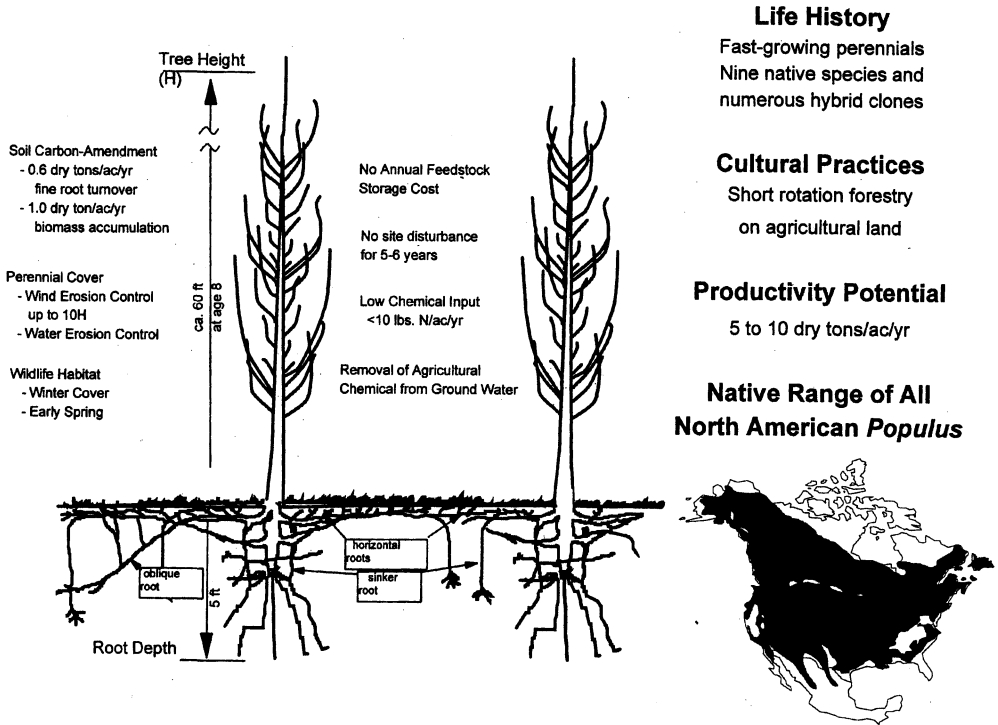 Tree Height
(H)
Soil Carbon-Amendment
- 0.6 dry tons/ac/yr
fine root turnover
- 1.0 dry ton/ac/yr
biomass accumulation
Perennial Cover
- Wind Erosion Control
up to 10H
- Water Erosion Control
Wildlife Habitat
- Winter Cover
- Early Spring
ca. 60 ft
at age 8
No Annual Feedstock
Storage Cost
No site disturbance
for 5-6 years
Low Chemical Input
<10 lbs. N/ac/yr
Removal of Agricultural
Chemical from Ground Water
horizontal
roots
oblique
root
sinker
root
5 ft
Root Depth
Life History
Fast-growing perennials
Nine native species and
numerous hybrid clones
Cultural Practices
Short rotation forestry
on agricultural land
Productivity Potential
5 to 10 dry tons/ac/yr
Native Range of All
North American Populus